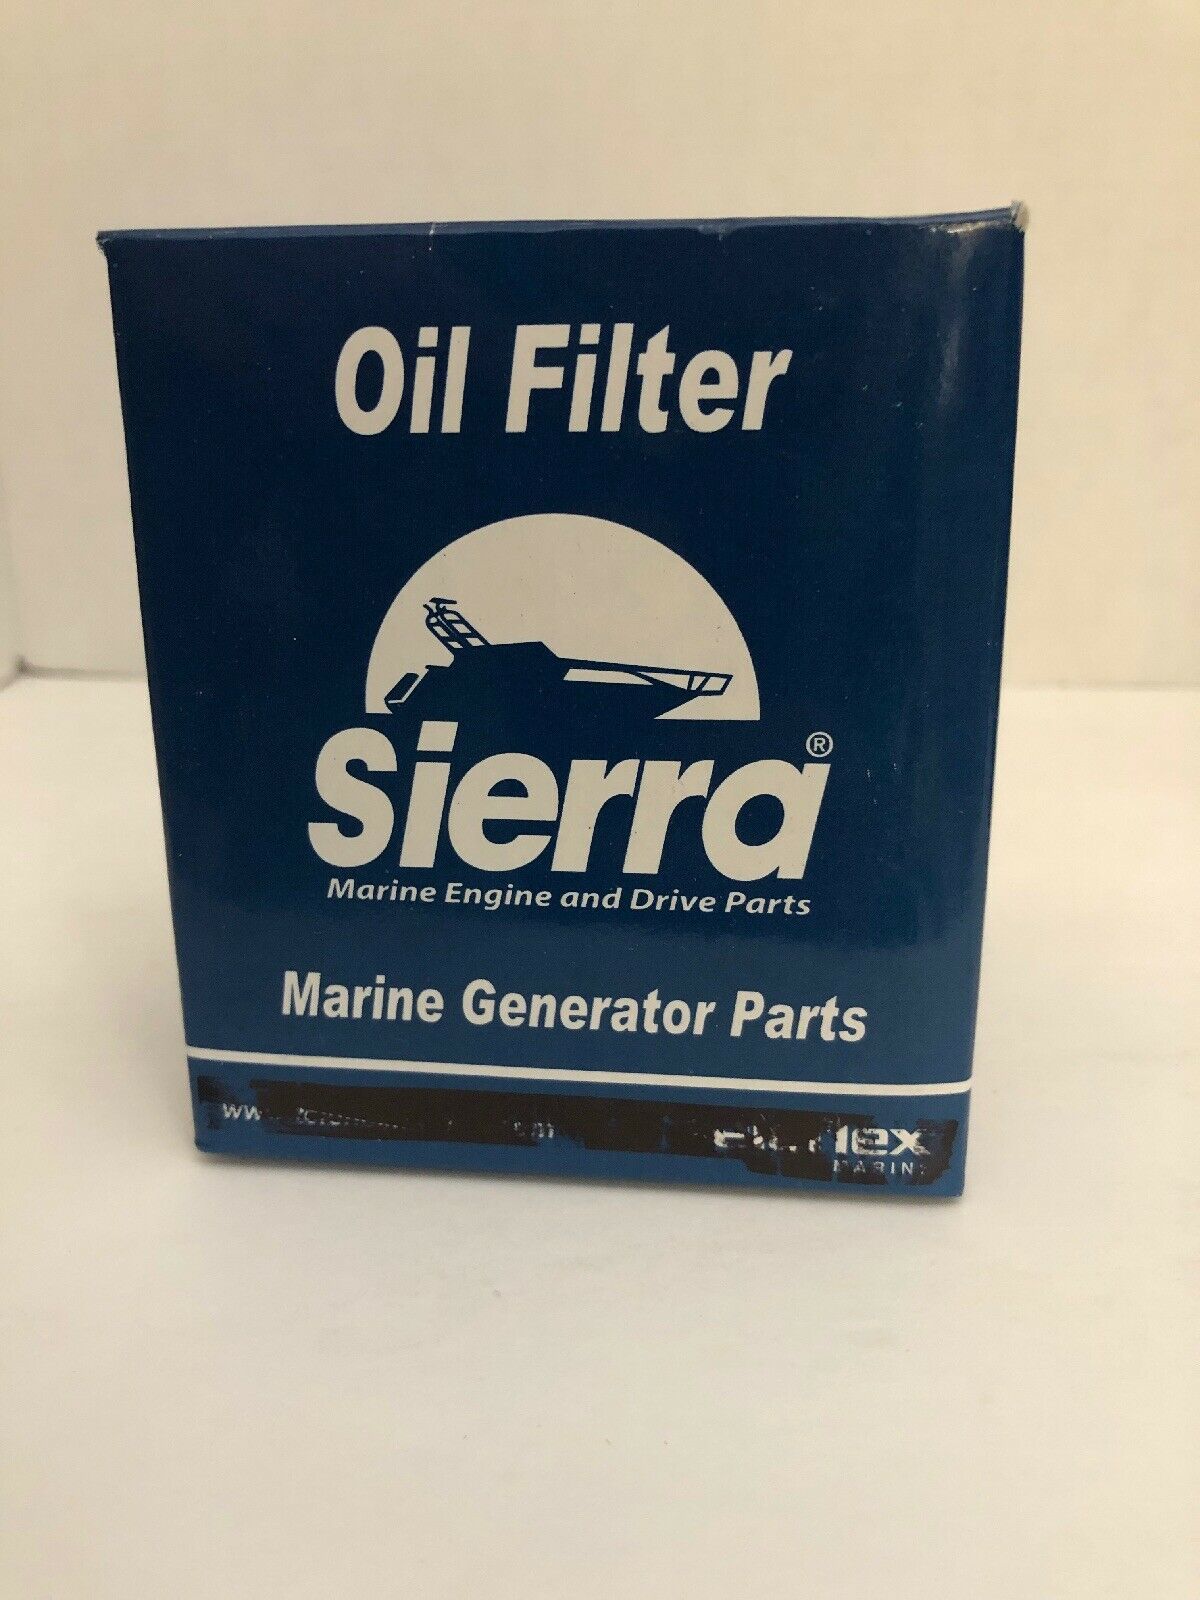 Oil Filter
Sierra®
Marine Engine and Drive Parts
Marine Generator Parts